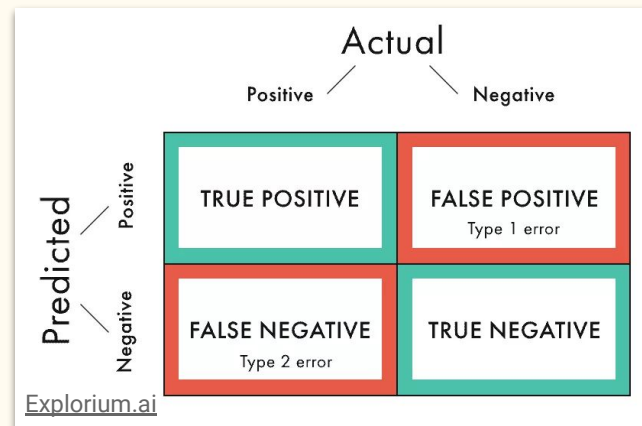 Actual
Positive
Negative
Predicted
Positive
TRUE POSITIVE
FALSE POSITIVE
Type 1 error
Negative
FALSE NEGATIVE
Type 2 error
TRUE NEGATIVE
Explorium.ai